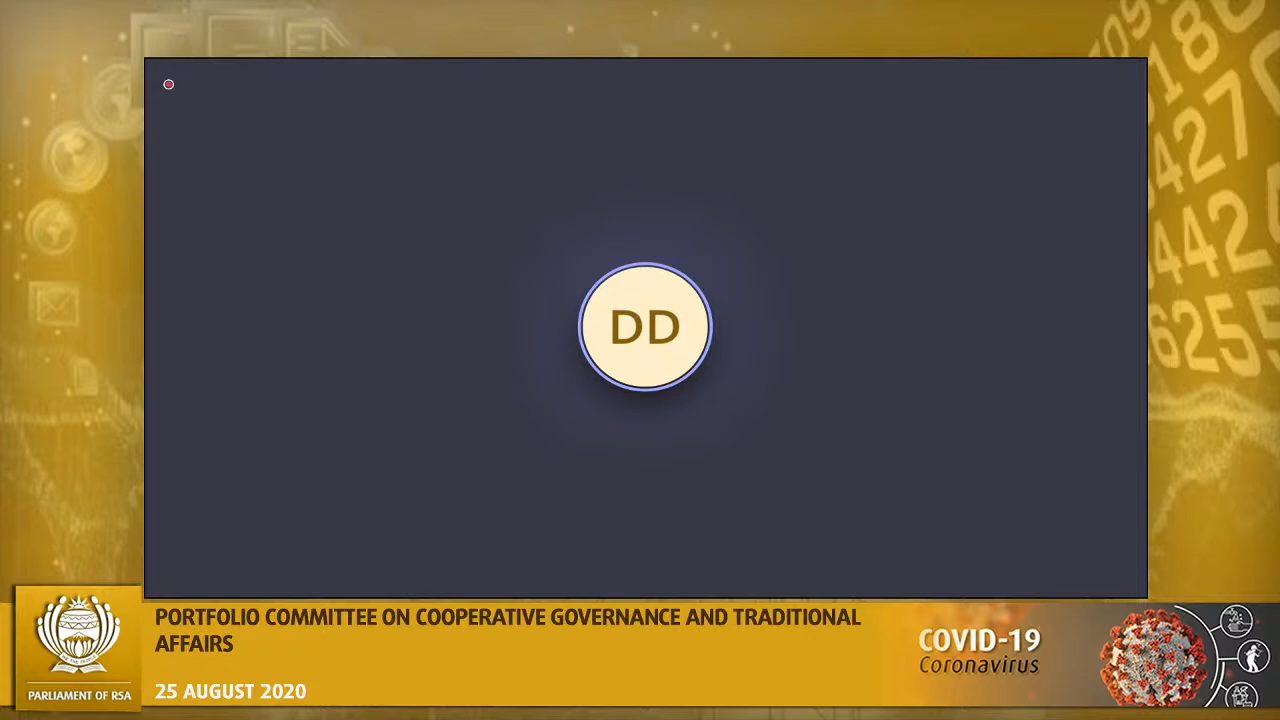 DD
PORTFOLIO COMMITTEE ON COOPERATIVE GOVERNANCE AND TRADITIONAL
AFFAIRS
25 AUGUST 2020
PARLIAMENT OF RSA
COVID-19
Coronavirus